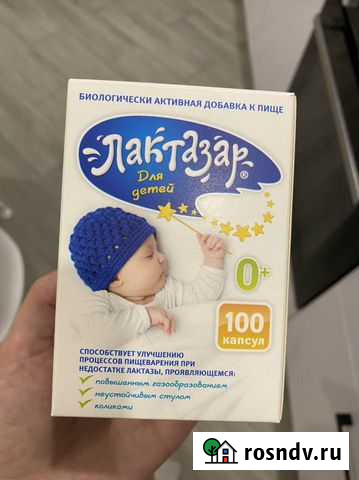 БИОЛОГИЧЕСКИ АКТИВНАЯ ДОБАВКА К ПИЩЕ
Лактазар®
Для
детей
0+
100
капсул
СПОСОБСТВУЕТ УЛУЧШЕНИЮ
ПРОЦЕССОВ ПИЩЕВАРЕНИЯ ПРИ
НЕДОСТАТКЕ ЛАКТАЗЫ, ПРОЯВЛЯЮЩЕМСЯ:
повышенным газообразованием
неустойчивым стулом
коликами
rosndv.ru